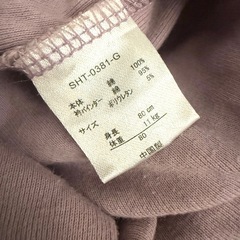 SHT-0381-G
本体 綿 100%
衿バインダー 綿 95%
ポリウレタン 5%
サイズ 80 cm
身長 80 cm
体重 11 kg
中国製